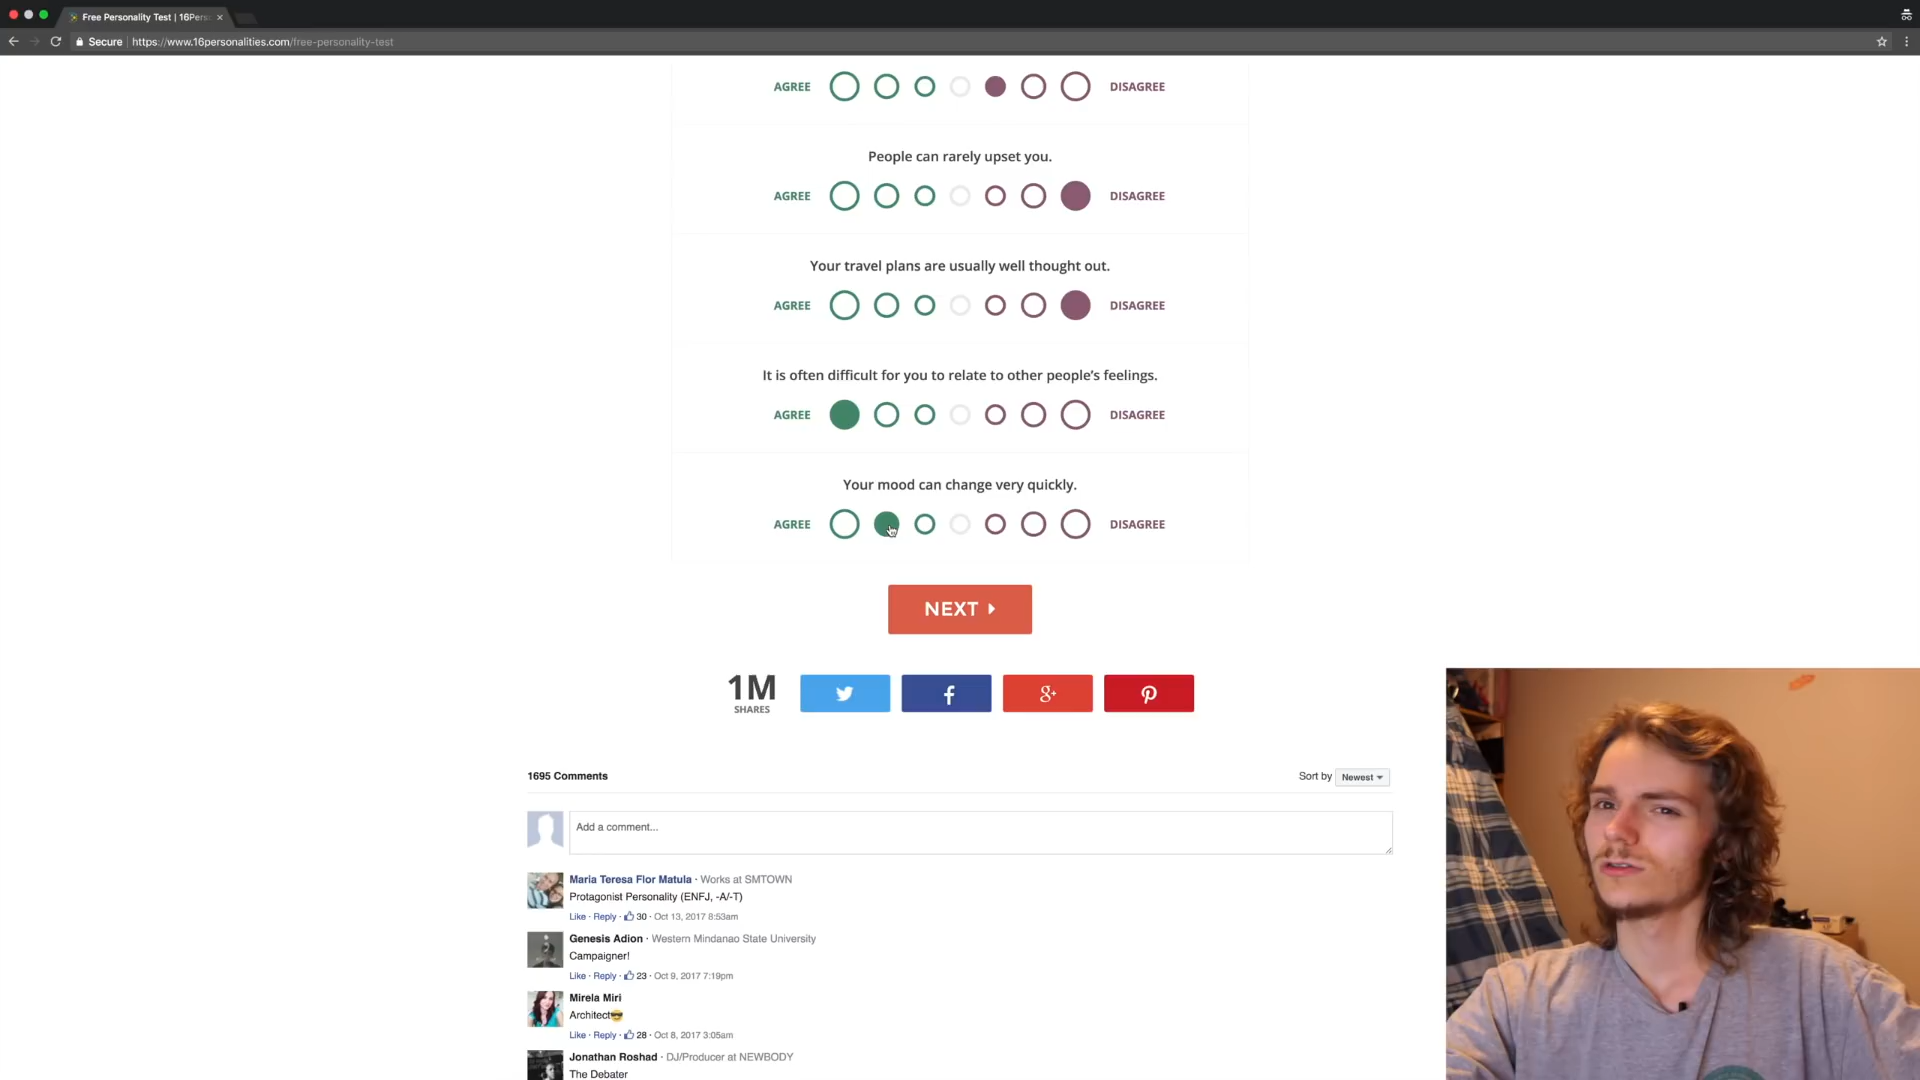 Free Personality Test | 16Pers
Secure https://www.16personalities.com/free-personality-test
AGREE DISAGREE
People can rarely upset you.
AGREE DISAGREE
Your travel plans are usually well thought out.
AGREE DISAGREE
It is often difficult for you to relate to other people's feelings.
AGREE DISAGREE
Your mood can change very quickly.
AGREE DISAGREE
NEXT
1M
SHARES
1695 Comments Sort by Newest
Add a comment...
Maria Teresa Flor Matula · Works at SMTOWN
Protagonist Personality (ENFJ, -A/-T)
Like · Reply · 30 · Oct 13, 2017 8:53am
Genesis Adion · Western Mindanao State University
Campaigner!
Like · Reply · 23 · Oct 9, 2017 7:19pm
Mirela Miri
Architect😎
Like · Reply · 28 · Oct 8, 2017 3:05am
Jonathan Roshad · DJ/Producer at NEWBODY
The Debater